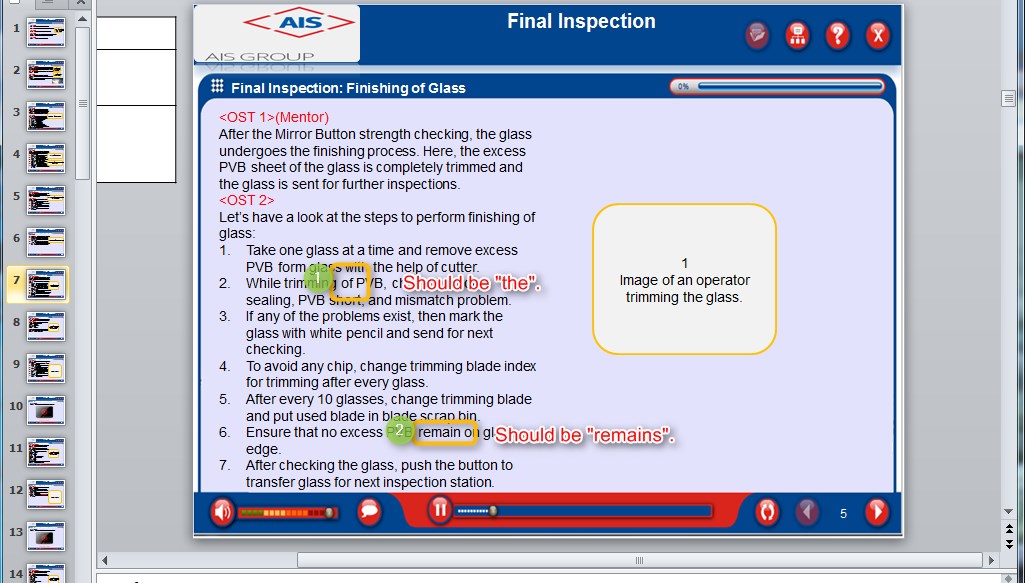 AIS
AIS GROUP
Final Inspection
Final Inspection: Finishing of Glass
0%
<OST 1>(Mentor)
After the Mirror Button strength checking, the glass
undergoes the finishing process. Here, the excess
PVB sheet of the glass is completely trimmed and
the glass is sent for further inspections.
<OST 2>
Let's have a look at the steps to perform finishing of
glass:
1. Take one glass at a time and remove excess
PVB form glass with the help of cutter.
2. While trimming of PVB,
1
Should be "the".
sealing, PVB short, and mismatch problem.
3. If any of the problems exist, then mark the
glass with white pencil and send for next
checking.
4. To avoid any chip, change trimming blade index
for trimming after every glass.
5. After every 10 glasses, change trimming blade
and put used blade in blade scrap bin.
6. Ensure that no excess PVB remain on
2
Should be "remains".
edge.
7. After checking the glass, push the button to
transfer glass for next inspection station.
1
Image of an operator
trimming the glass.
5
1
2
3
4
5
6
7
8
9
10
11
12
13
14